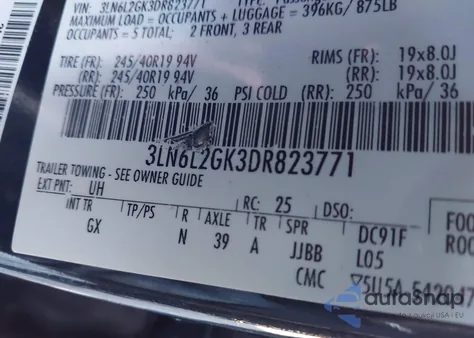 VIN: 3LN6L2GK3DR823771 TYPE:
MAXIMUM LOAD = OCCUPANTS + LUGGAGE = 396KG/ 875LB
OCCUPANTS = 5 TOTAL: 2 FRONT, 3 REAR
TIRE (FR): 245/40R19 94V RIMS (FR): 19x8.0J
(RR): 245/40R19 94V (RR): 19x8.0J
PRESSURE (FR): 250 kPa/ 36 PSI COLD (RR): 250 kPa/ 36
3LN6L2GK3DR823771
TRAILER TOWING - SEE OWNER GUIDE
EXT PNT: UH RC: 25 DSO:
INT TR TP/PS R AXLE TR SPR DC91F
GX N 39 A JJBB L05
CMC
autoSnap